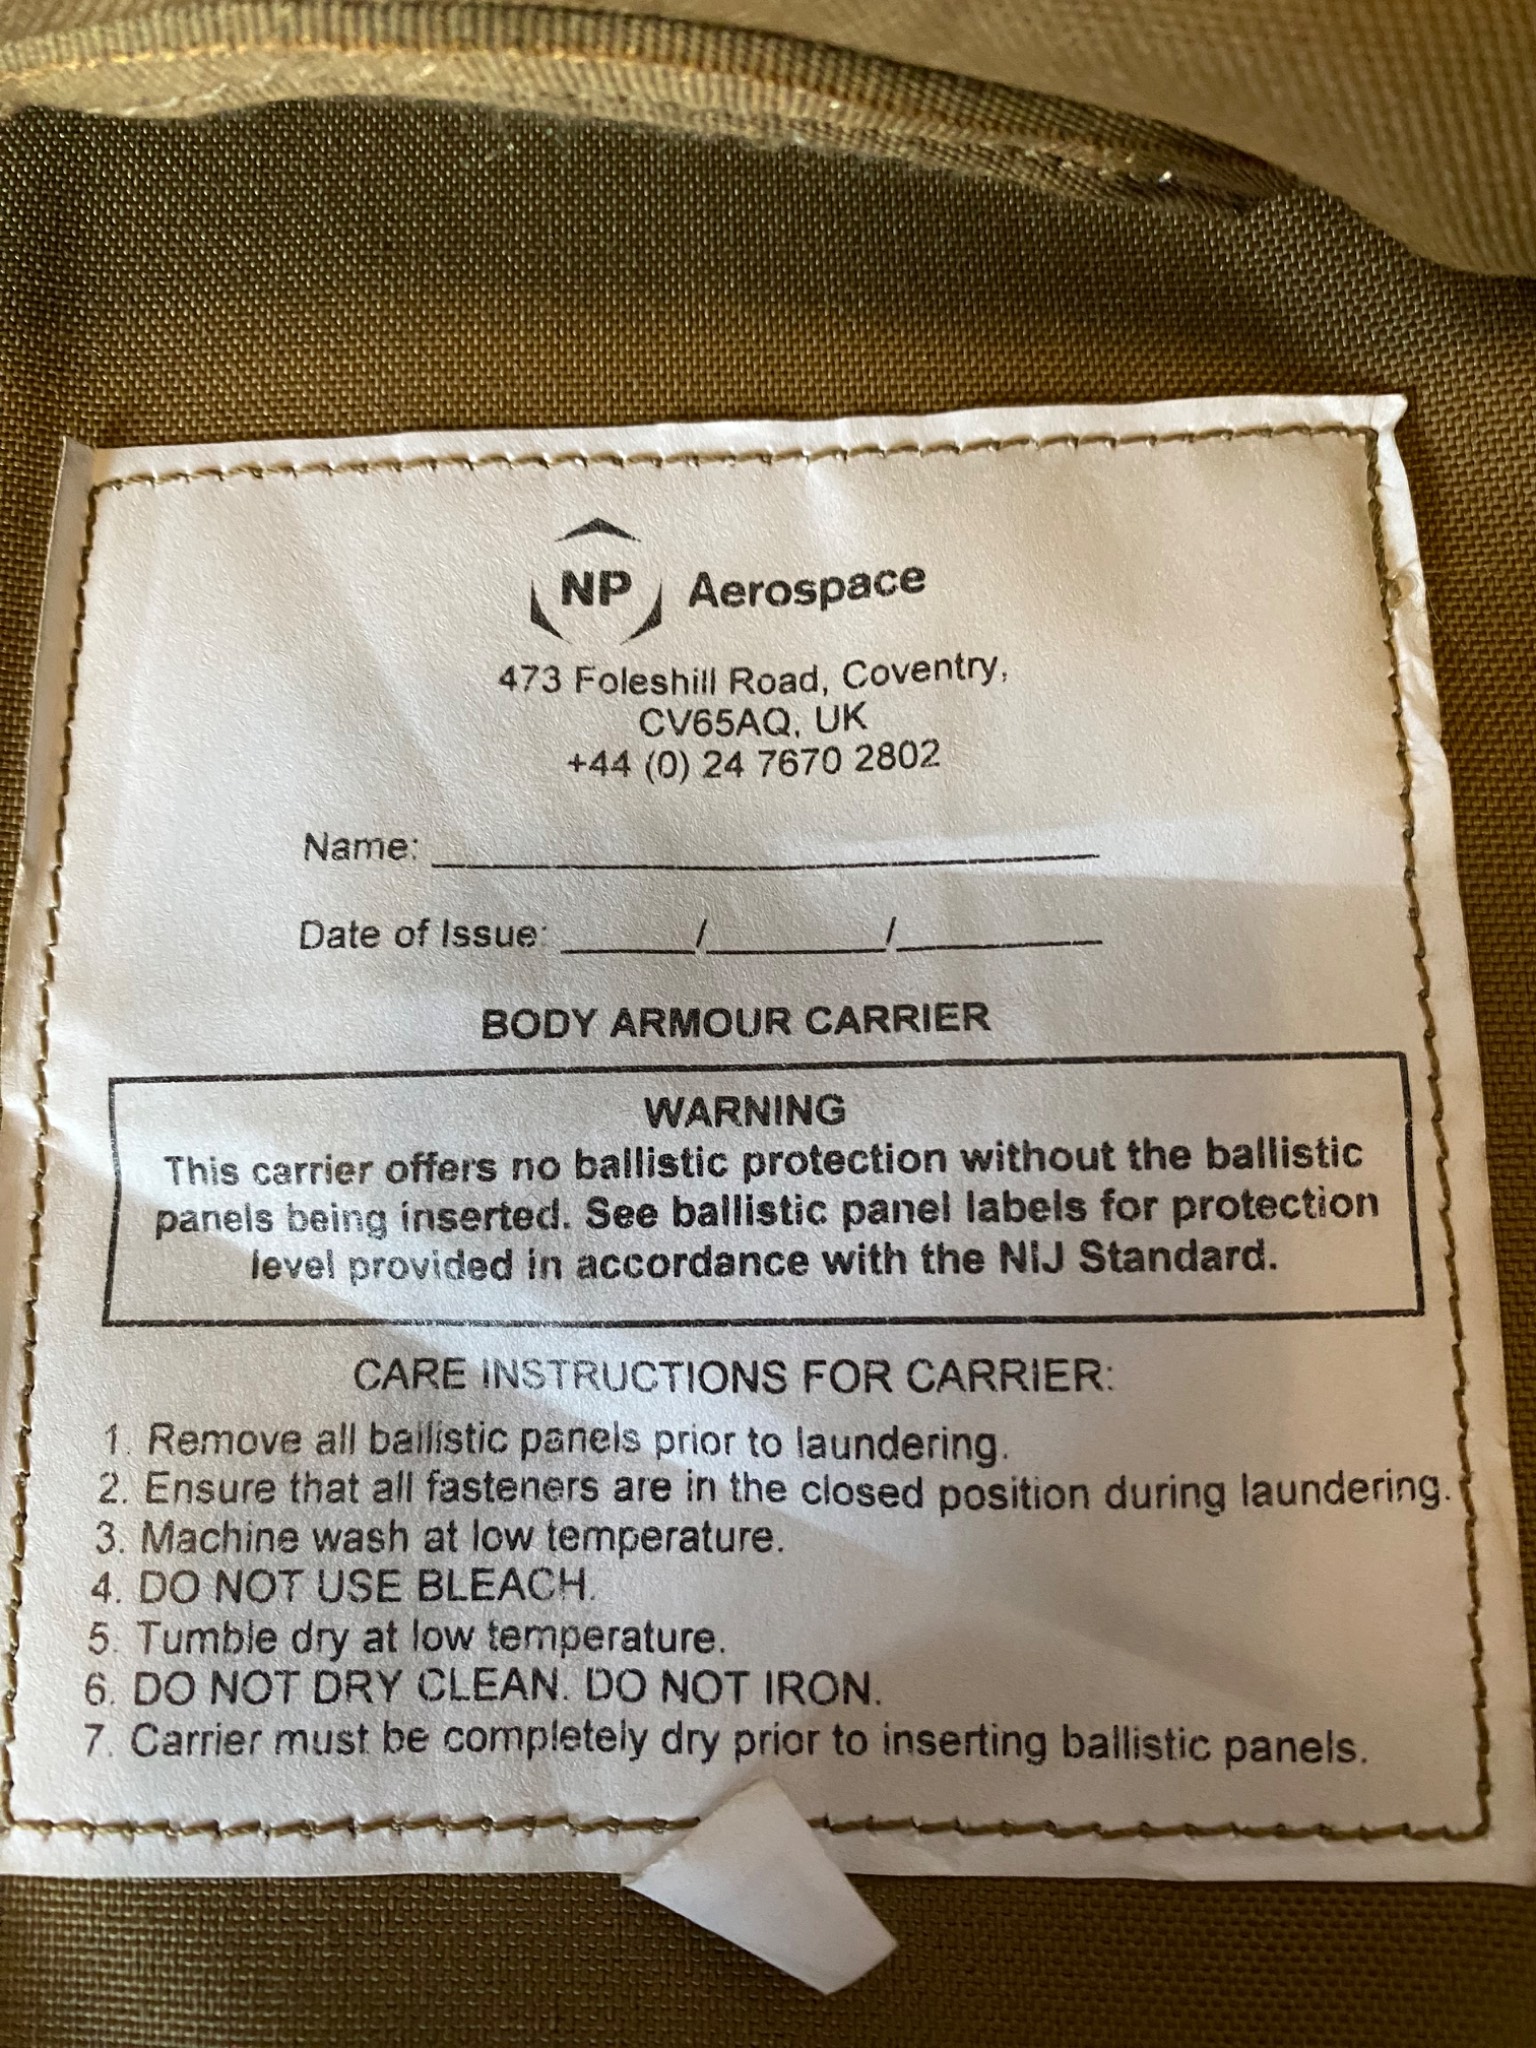 NP Aerospace
473 Foleshill Road, Coventry,
CV65AQ, UK
+44 (0) 24 7670 2802
Name: ____________________
Date of Issue: _____/_____/______
BODY ARMOUR CARRIER
WARNING
This carrier offers no ballistic protection without the ballistic
panels being inserted. See ballistic panel labels for protection
level provided in accordance with the NIJ Standard.
CARE INSTRUCTIONS FOR CARRIER:
1. Remove all ballistic panels prior to laundering.
2. Ensure that all fasteners are in the closed position during laundering.
3. Machine wash at low temperature.
4. DO NOT USE BLEACH.
5. Tumble dry at low temperature.
6. DO NOT DRY CLEAN. DO NOT IRON.
7. Carrier must be completely dry prior to inserting ballistic panels.